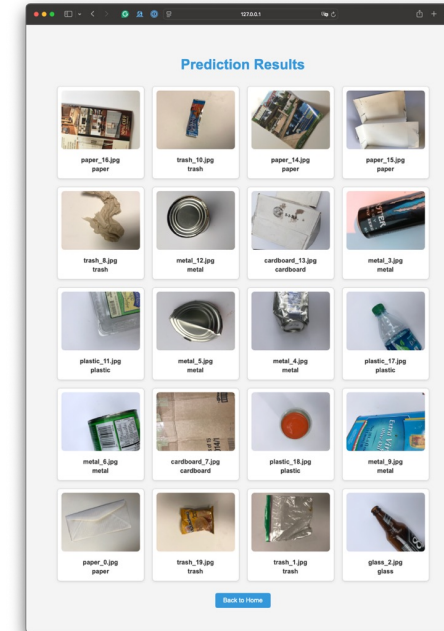 127.0.0.1
Prediction Results
paper_16.jpg
paper
trash_10.jpg
trash
paper_14.jpg
paper
paper_15.jpg
paper
trash_8.jpg
trash
metal_12.jpg
metal
cardboard_13.jpg
cardboard
metal_3.jpg
metal
plastic_11.jpg
plastic
metal_5.jpg
metal
metal_4.jpg
metal
plastic_17.jpg
plastic
metal_6.jpg
metal
cardboard_7.jpg
cardboard
plastic_18.jpg
plastic
metal_9.jpg
metal
paper_0.jpg
paper
trash_19.jpg
trash
trash_1.jpg
trash
glass_2.jpg
glass
Back to Home